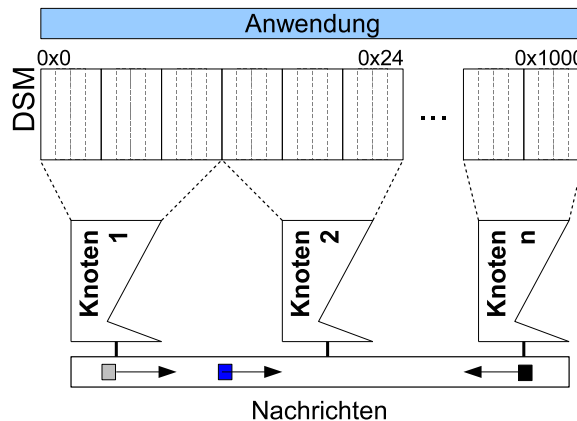 Anwendung
0x0
0x24
0x1000
DSM
...
Knoten
1
Knoten
2
Knoten
n
Nachrichten